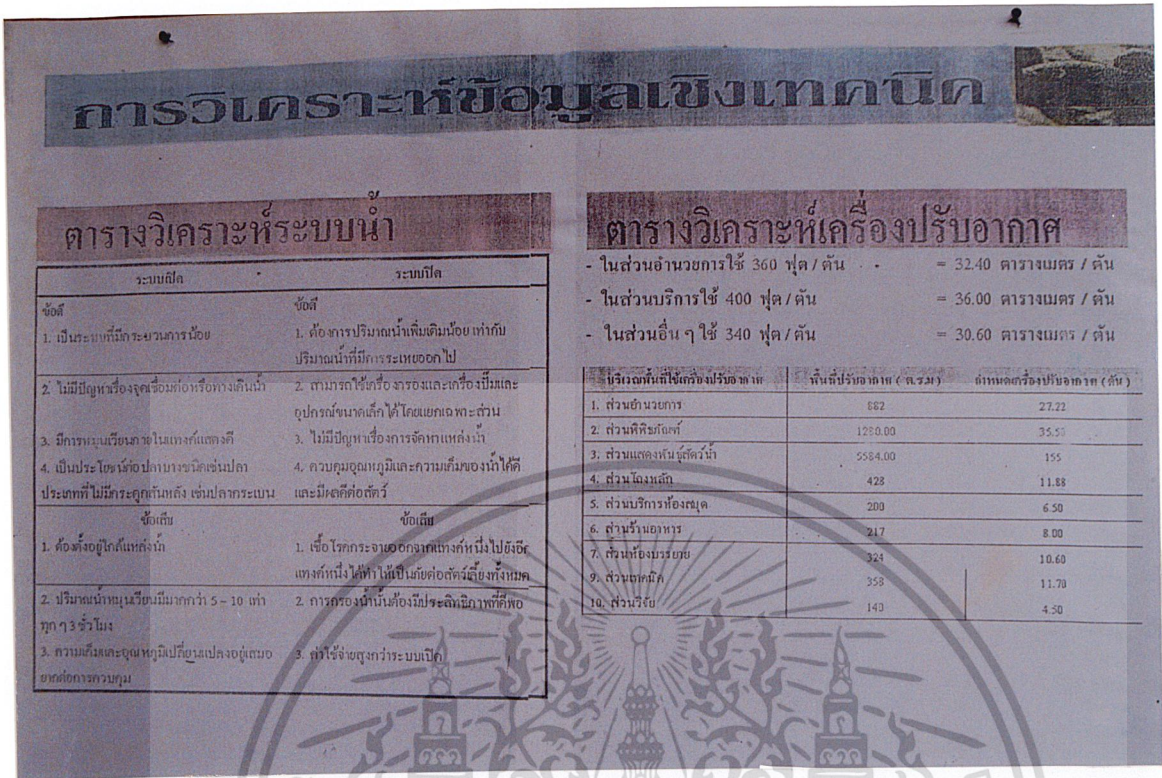 การวิเคราะห์ข้อมูลเชิงเทคนิค
ตารางวิเคราะห์ระบบน้ำ
ระบบเปิด ระบบปิด
ข้อดี ข้อดี
1. เป็นระบบที่มีกระบวนการน้อย 1. ต้องการปริมาณน้ำเพิ่มเติมน้อย เท่ากับ
ปริมาณน้ำที่มีการระเหยออกไป
2. ไม่มีปัญหาเรื่องจุดเชื่อมต่อหรือทางเดินน้ำ 2. สามารถใช้เครื่องกรองและเครื่องปั๊มและ
อุปกรณ์ขนาดเล็กได้โดยแยกเฉพาะส่วน
3. มีการหมุนเวียนภายในแทงค์แสดงดี 3. ไม่มีปัญหาเรื่องการจัดหาแหล่งน้ำ
4. เป็นประโยชน์ต่อปลาบางชนิดเช่นปลา 4. ควบคุมอุณหภูมิและความเค็มของน้ำได้ดี
ประเภทที่ไม่มีกระดูกสันหลัง เช่นปลากระเบน และมีผลดีต่อสัตว์
ข้อเสีย ข้อเสีย
1. ต้องตั้งอยู่ใกล้แหล่งน้ำ 1. เชื้อโรคกระจายออกจากแทงค์หนึ่งไปยังอีก
แทงค์หนึ่งได้ทำให้เป็นภัยต่อสัตว์เลี้ยงทั้งหมด
2. ปริมาณน้ำหมุนเวียนมีมากกว่า 5 - 10 เท่า 2. การกรองน้ำนั้นต้องมีประสิทธิภาพที่ดีพอ
ทุก ๆ 3 ชั่วโมง
3. ความเค็มและอุณหภูมิเปลี่ยนแปลงอยู่เสมอ 3. ค่าใช้จ่ายสูงกว่าระบบเปิด
ยากต่อการควบคุม
ตารางวิเคราะห์เครื่องปรับอากาศ
- ในส่วนอำนวยการใช้ 360 ฟุต / ตัน = 32.40 ตารางเมตร / ตัน
- ในส่วนบริการใช้ 400 ฟุต / ตัน = 36.00 ตารางเมตร / ตัน
- ในส่วนอื่น ๆ ใช้ 340 ฟุต / ตัน = 30.60 ตารางเมตร / ตัน
บริเวณพื้นที่ใช้เครื่องปรับอากาศ พื้นที่ปรับอากาศ ( ต.ร.ม ) กำหนดเครื่องปรับอากาศ ( ตัน )
1. ส่วนอำนวยการ 882 27.22
2. ส่วนพิพิธภัณฑ์ 1280.00 35.55
3. ส่วนแสดงพันธุ์สัตว์น้ำ 5584.00 155
4. ส่วนโถงหลัก 428 11.88
5. ส่วนบริการห้องสมุด 200 6.50
6. ส่วนร้านอาหาร 217 8.00
7. ส่วนห้องบรรยาย 324 10.60
9. ส่วนเทคนิค 358 11.70
10. ส่วนวิจัย 140 4.50